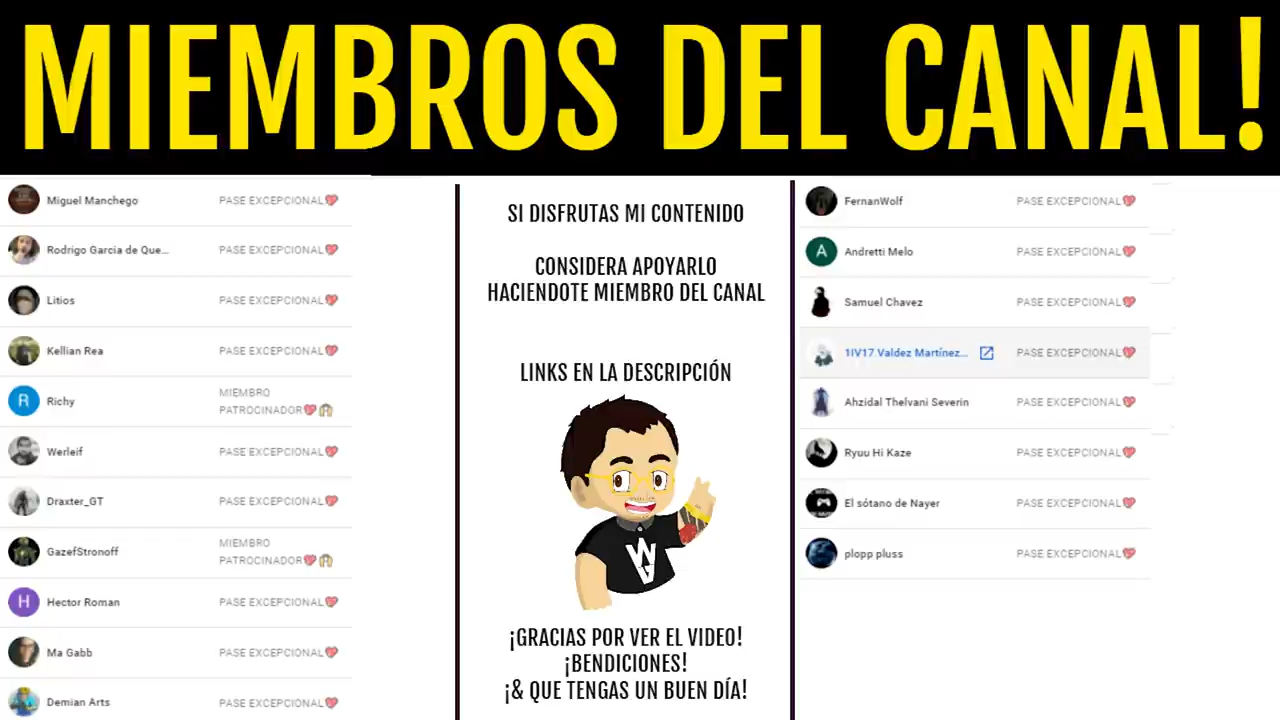 MIEMBROS DEL CANAL!
Miguel Manchego PASE EXCEPCIONAL💖
Rodrigo Garcia de Que... PASE EXCEPCIONAL💖
Litios PASE EXCEPCIONAL💖
Kellian Rea PASE EXCEPCIONAL💖
R Richy MIEMBRO
PATROCINADOR💖🙌
Werleif PASE EXCEPCIONAL💖
Draxter_GT PASE EXCEPCIONAL💖
GazefStronoff MIEMBRO
PATROCINADOR💖🙌
H Hector Roman PASE EXCEPCIONAL💖
Ma Gabb PASE EXCEPCIONAL💖
Demian Arts PASE EXCEPCIONAL💖
SI DISFRUTAS MI CONTENIDO
CONSIDERA APOYARLO
HACIENDOTE MIEMBRO DEL CANAL
LINKS EN LA DESCRIPCIÓN
¡GRACIAS POR VER EL VIDEO!
¡BENDICIONES!
¡& QUE TENGAS UN BUEN DÍA!
FernanWolf PASE EXCEPCIONAL💖
A Andretti Melo PASE EXCEPCIONAL💖
Samuel Chavez PASE EXCEPCIONAL💖
1IV17 Valdez Martínez... PASE EXCEPCIONAL💖
Ahzidal Thelvani Severin PASE EXCEPCIONAL💖
Ryuu Hi Kaze PASE EXCEPCIONAL💖
El sótano de Nayer PASE EXCEPCIONAL💖
plopp pluss PASE EXCEPCIONAL💖